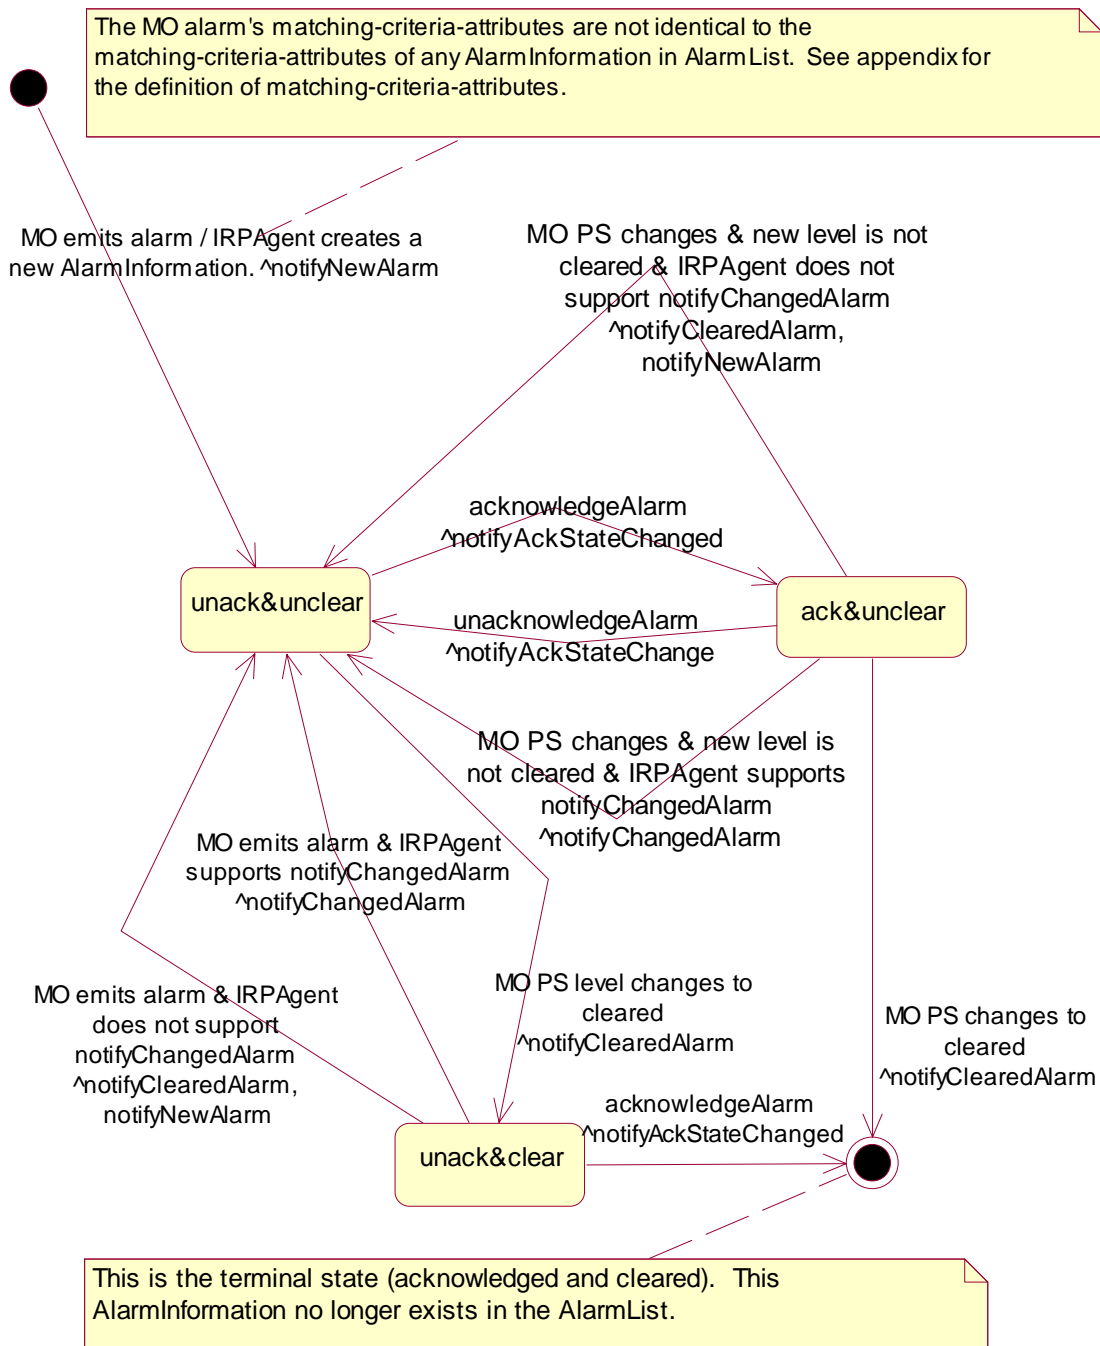 The MO alarm's matching-criteria-attributes are not identical to the
matching-criteria-attributes of any AlarmInformation in AlarmList.  See appendix for
the definition of matching-criteria-attributes.
MO emits alarm / IRPAgent creates a
new AlarmInformation. ^notifyNewAlarm
MO PS changes & new level is not
cleared & IRPAgent does not
support notifyChangedAlarm
^notifyClearedAlarm,
notifyNewAlarm
acknowledgeAlarm
^notifyAckStateChanged
unack&unclear
ack&unclear
unacknowledgeAlarm
^notifyAckStateChange
MO PS changes & new level is
not cleared & IRPAgent supports
notifyChangedAlarm
^notifyChangedAlarm
MO emits alarm & IRPAgent
supports notifyChangedAlarm
^notifyChangedAlarm
MO emits alarm & IRPAgent
does not support
notifyChangedAlarm
^notifyClearedAlarm,
notifyNewAlarm
MO PS level changes to
cleared
^notifyClearedAlarm
MO PS changes to
cleared
^notifyClearedAlarm
acknowledgeAlarm
^notifyAckStateChanged
unack&clear
This is the terminal state (acknowledged and cleared).  This
AlarmInformation no longer exists in the AlarmList.